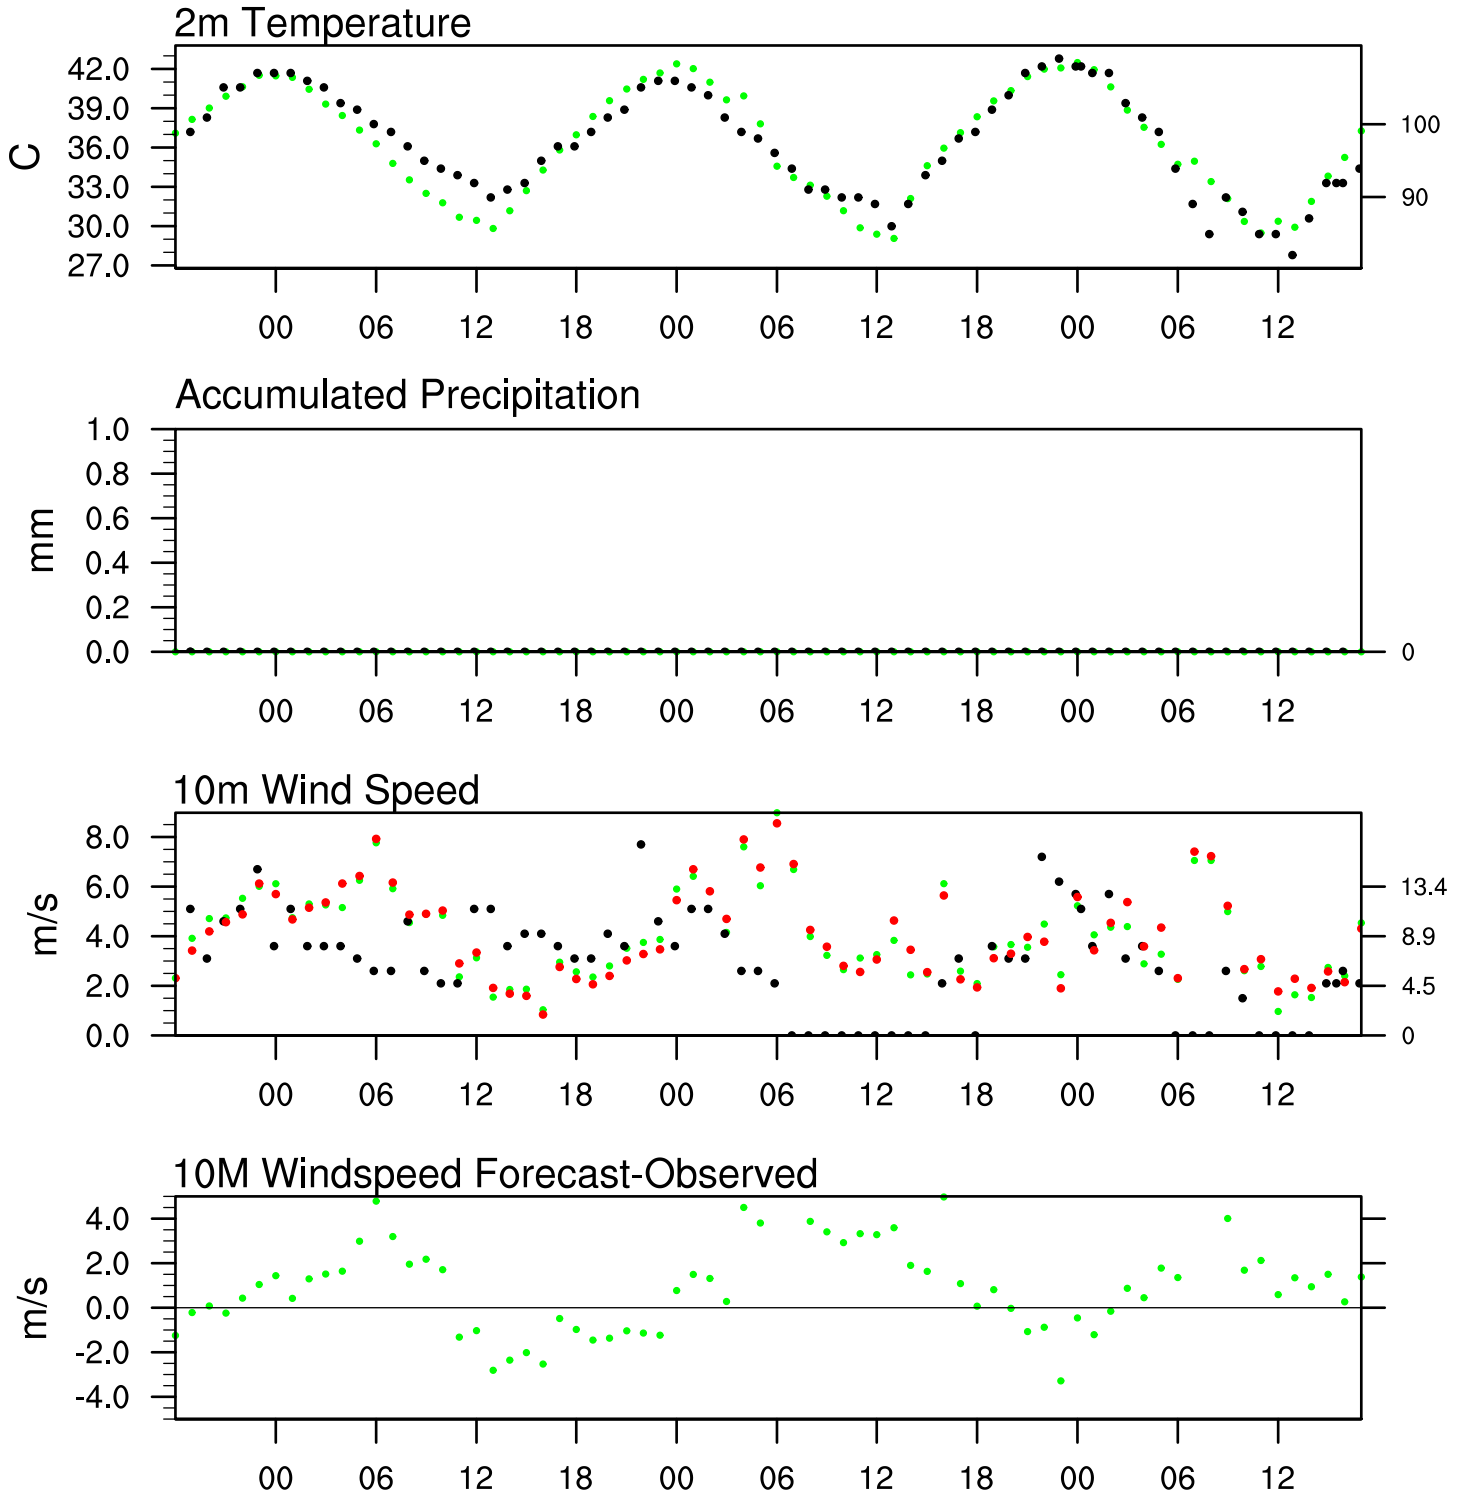 2m Temperature
42.0
39.0
36.0
33.0
30.0
27.0
C
100
90
00 06 12 18 00 06 12 18 00 06 12
Accumulated Precipitation
1.0
0.8
0.6
0.4
0.2
0.0
mm
0
00 06 12 18 00 06 12 18 00 06 12
10m Wind Speed
8.0
6.0
4.0
2.0
0.0
m/s
13.4
8.9
4.5
0
00 06 12 18 00 06 12 18 00 06 12
10M Windspeed Forecast-Observed
4.0
2.0
0.0
-2.0
-4.0
m/s
00 06 12 18 00 06 12 18 00 06 12